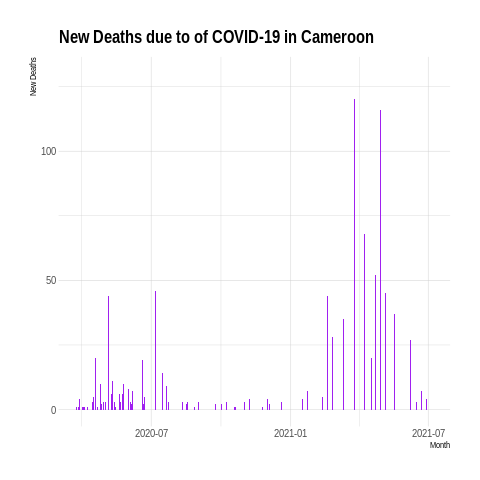 New Deaths due to of COVID-19 in Cameroon
New Deaths
100
50
0
2020-07
2021-01
2021-07
Month